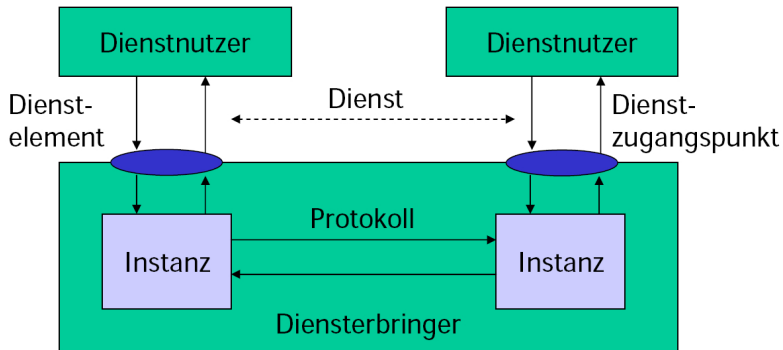 Dienstnutzer
Dienstnutzer
Dienst-
element
Dienst
Dienst-
zugangspunkt
Protokoll
Instanz
Instanz
Diensterbringer